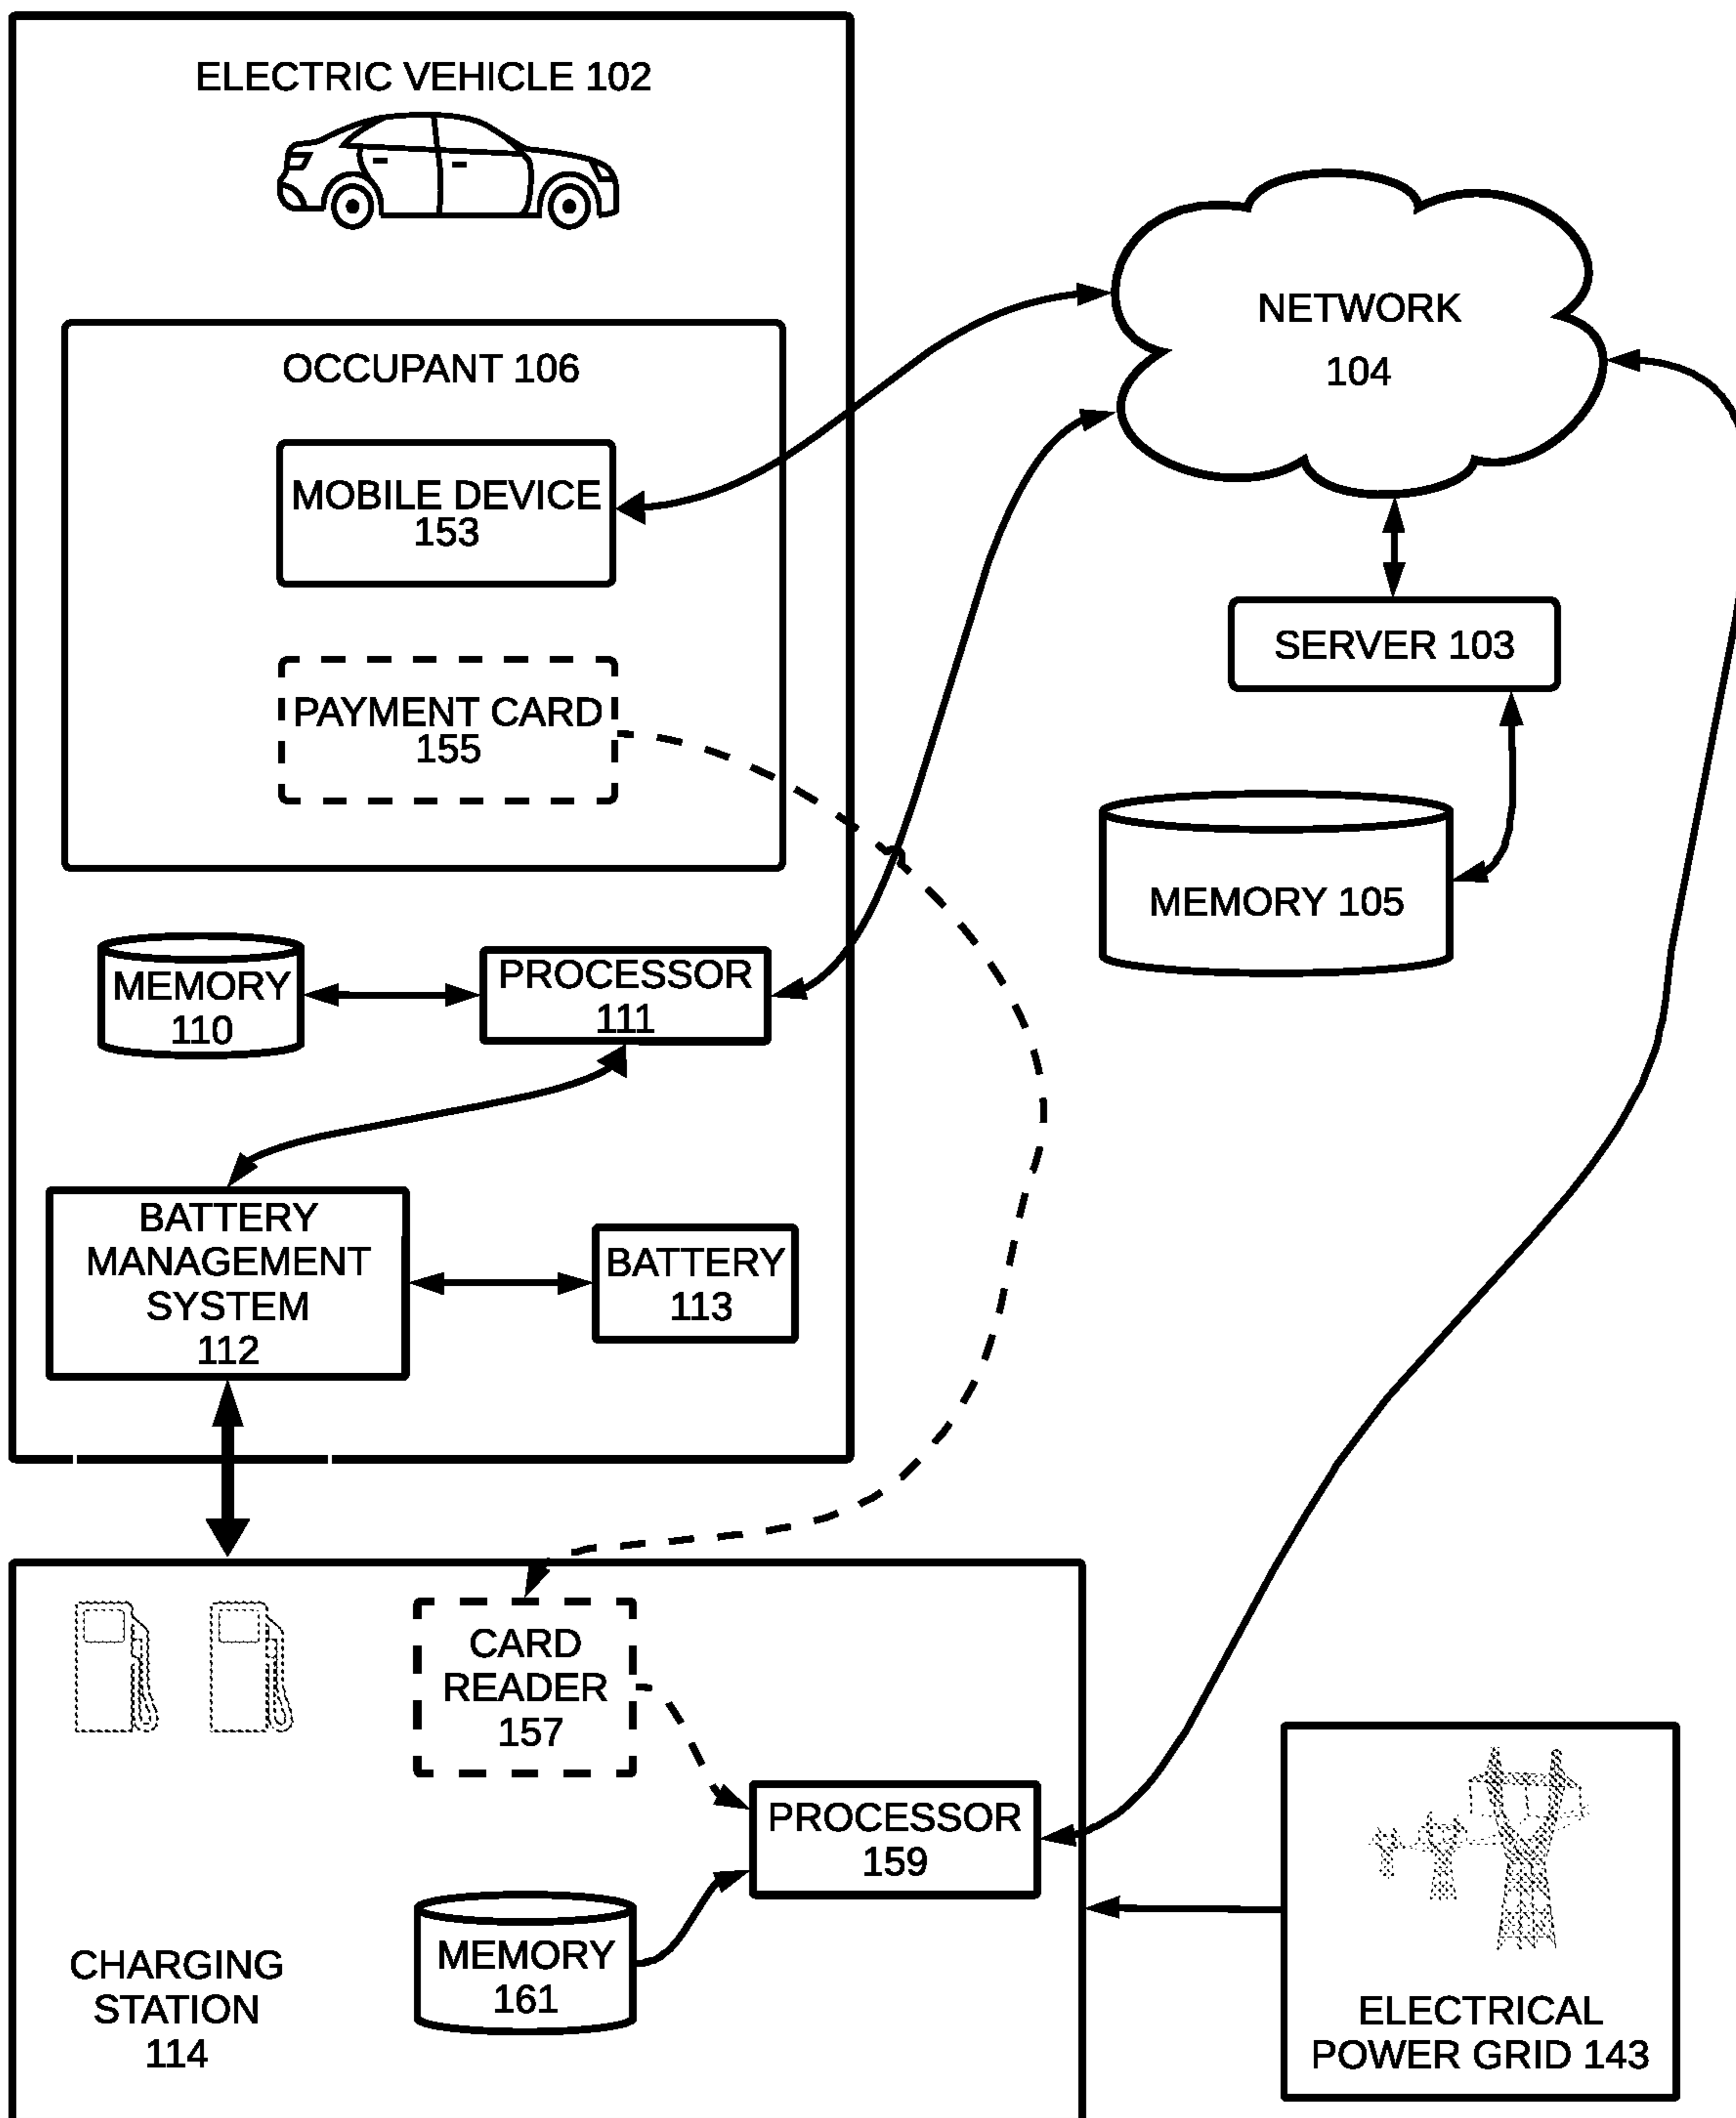 ELECTRIC VEHICLE 102
OCCUPANT 106
MOBILE DEVICE
153
PAYMENT CARD
155
NETWORK
104
SERVER 103
MEMORY 105
MEMORY
110
PROCESSOR
111
BATTERY
MANAGEMENT
SYSTEM
112
BATTERY
113
CARD
READER
157
PROCESSOR
159
MEMORY
161
CHARGING
STATION
114
ELECTRICAL
POWER GRID 143